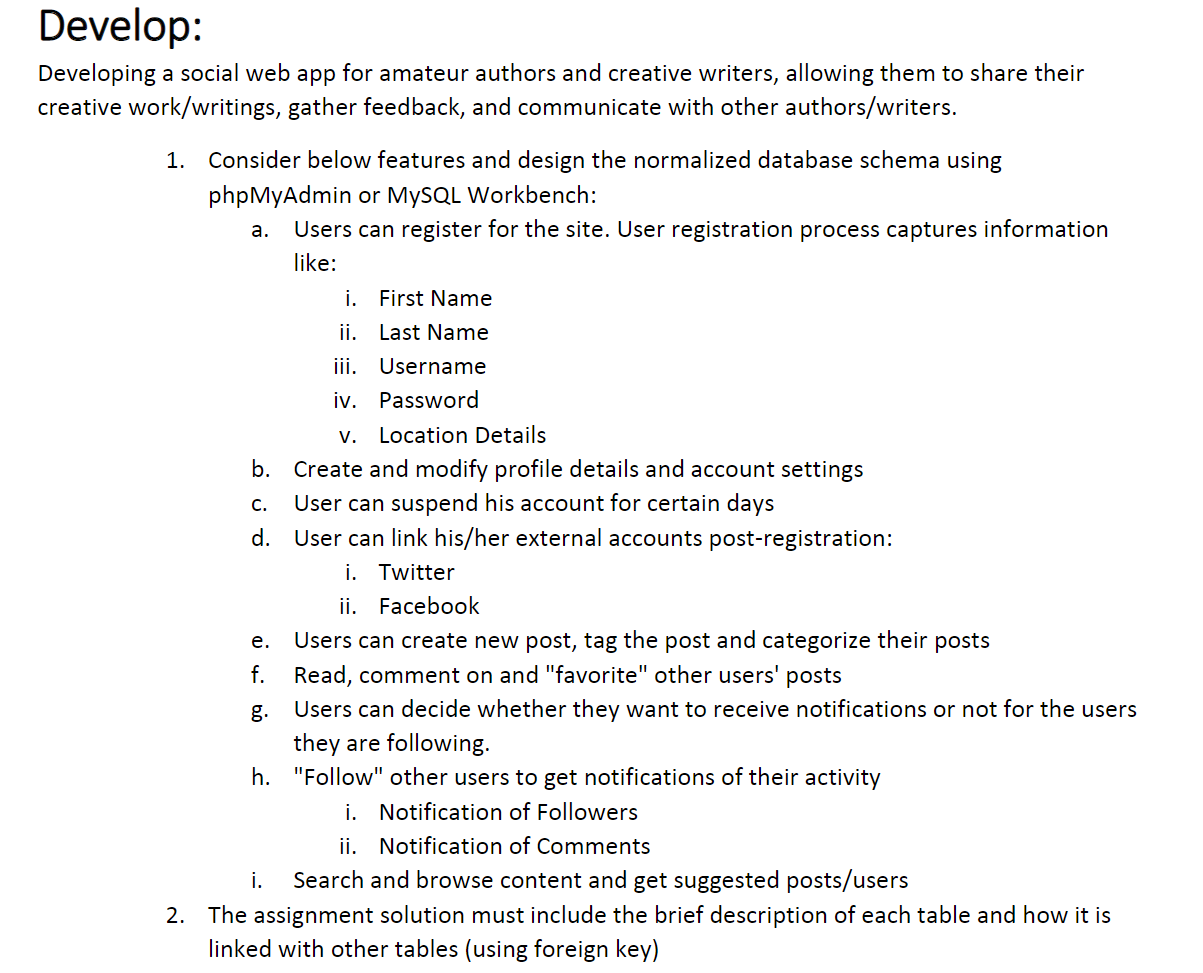 Develop:
Developing a social web app for amateur authors and creative writers, allowing them to share their
creative work/writings, gather feedback, and communicate with other authors/writers.
1. Consider below features and design the normalized database schema using
phpMyAdmin or MySQL Workbench:
a. Users can register for the site. User registration process captures information
like:
i. First Name
ii. Last Name
iii. Username
iv. Password
v. Location Details
b. Create and modify profile details and account settings
c. User can suspend his account for certain days
d. User can link his/her external accounts post-registration:
i. Twitter
ii. Facebook
e. Users can create new post, tag the post and categorize their posts
f. Read, comment on and "favorite" other users' posts
g. Users can decide whether they want to receive notifications or not for the users
they are following.
h. "Follow" other users to get notifications of their activity
i. Notification of Followers
ii. Notification of Comments
i. Search and browse content and get suggested posts/users
2. The assignment solution must include the brief description of each table and how it is
linked with other tables (using foreign key)